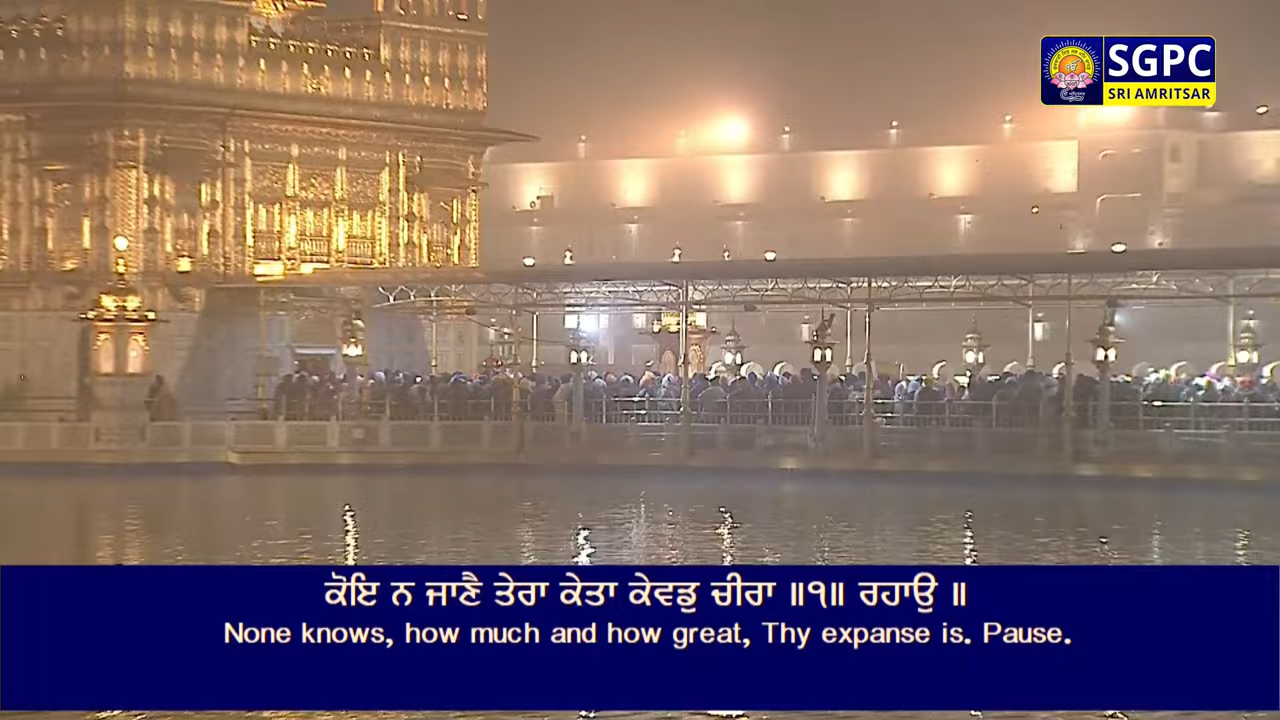 SGPC
SRI AMRITSAR
ਕੋਇ ਨ ਜਾਣੈ ਤੇਰਾ ਕੇਤਾ ਕੇਵਡੁ ਚੀਰਾ ॥੧॥ ਰਹਾਉ ॥
None knows, how much and how great, Thy expanse is. Pause.